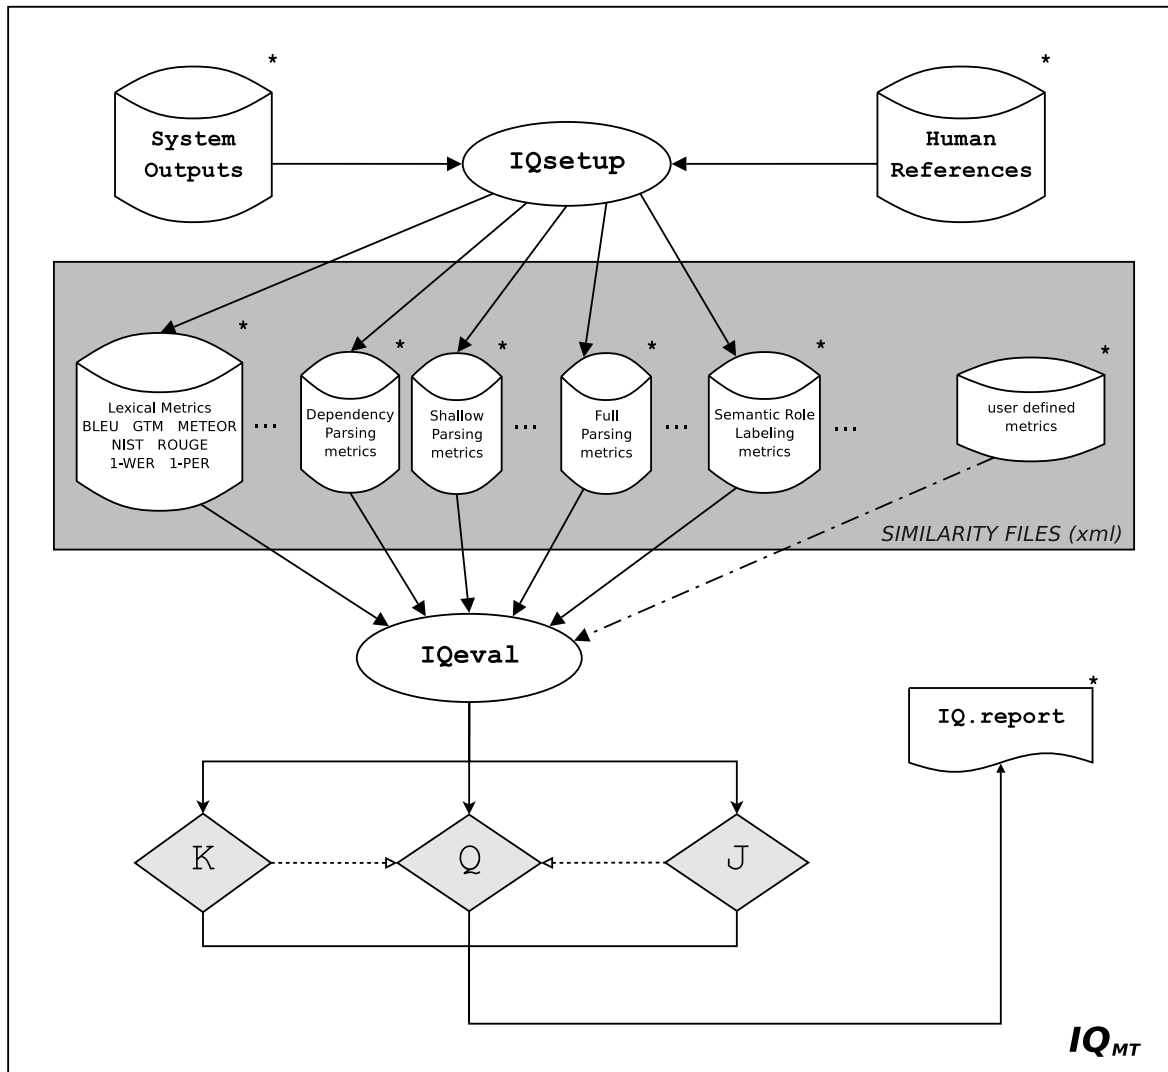 *
*
System
Outputs
IQsetup
Human
References
*
*
*
*
*
*
Lexical Metrics
BLEU GTM METEOR
NIST ROUGE
1-WER 1-PER
...
Dependency
Parsing
metrics
Shallow
Parsing
metrics
...
Full
Parsing
metrics
...
Semantic Role
Labeling
metrics
...
user defined
metrics
SIMILARITY FILES (xml)
IQeval
*
IQ.report
K
Q
J
IQMT